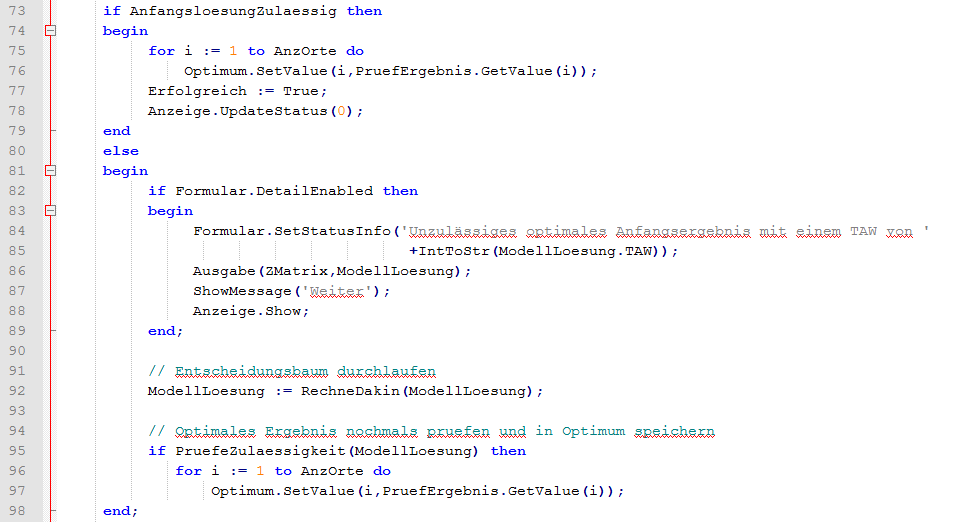 73 if AnfangsloesungZulaessig then
74 begin
75 for i := 1 to AnzOrte do
76 Optimum.SetValue(i,PruefErgebnis.GetValue(i));
77 Erfolgreich := True;
78 Anzeige.UpdateStatus(0);
79 end
80 else
81 begin
82 if Formular.DetailEnabled then
83 begin
84 Formular.SetStatusInfo('Unzulässiges optimales Anfangsergebnis mit einem TAW von '
85 +IntToStr(ModellLoesung.TAW));
86 Ausgabe(ZMatrix,ModellLoesung);
87 ShowMessage('Weiter');
88 Anzeige.Show;
89 end;
90
91 // Entscheidungsbaum durchlaufen
92 ModellLoesung := RechneDakin(ModellLoesung);
93
94 // Optimales Ergebnis nochmals pruefen und in Optimum speichern
95 if PruefeZulaessigkeit(ModellLoesung) then
96 for i := 1 to AnzOrte do
97 Optimum.SetValue(i,PruefErgebnis.GetValue(i));
98 end;